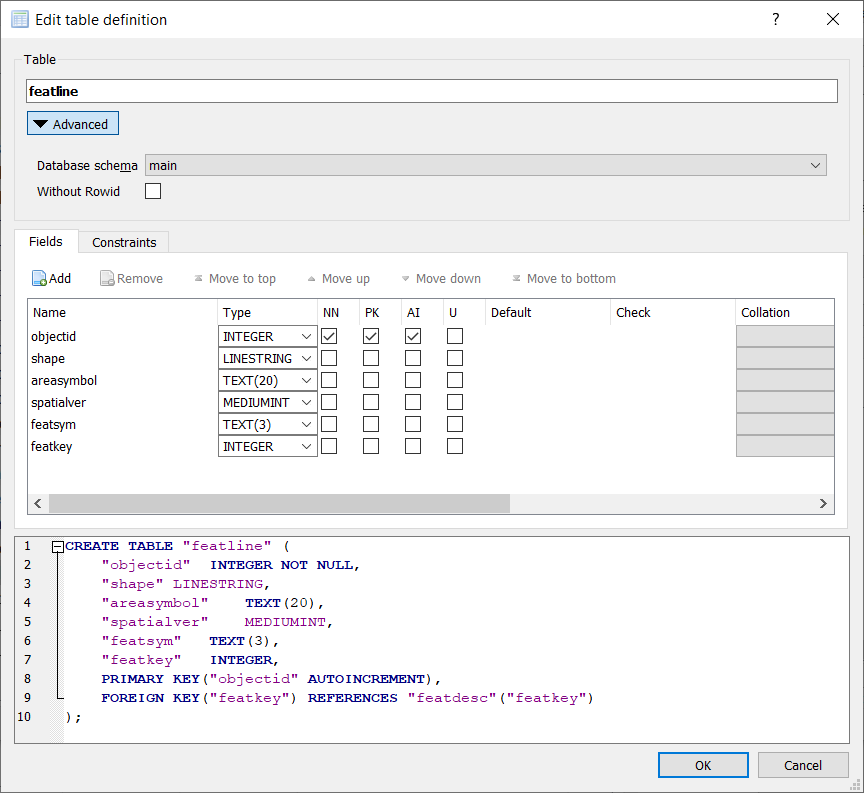 Edit table definition ?
Table
featline
Advanced
Database schema main
Without Rowid
Fields Constraints
Add Remove Move to top Move up Move down Move to bottom
Name Type NN PK AI U Default Check Collation
objectid INTEGER
shape LINESTRING
areasymbol TEXT(20)
spatialver MEDIUMINT
featsym TEXT(3)
featkey INTEGER
1 CREATE TABLE "featline" (
2 "objectid" INTEGER NOT NULL,
3 "shape" LINESTRING,
4 "areasymbol" TEXT(20),
5 "spatialver" MEDIUMINT,
6 "featsym" TEXT(3),
7 "featkey" INTEGER,
8 PRIMARY KEY("objectid" AUTOINCREMENT),
9 FOREIGN KEY("featkey") REFERENCES "featdesc"("featkey")
10 );
OK Cancel